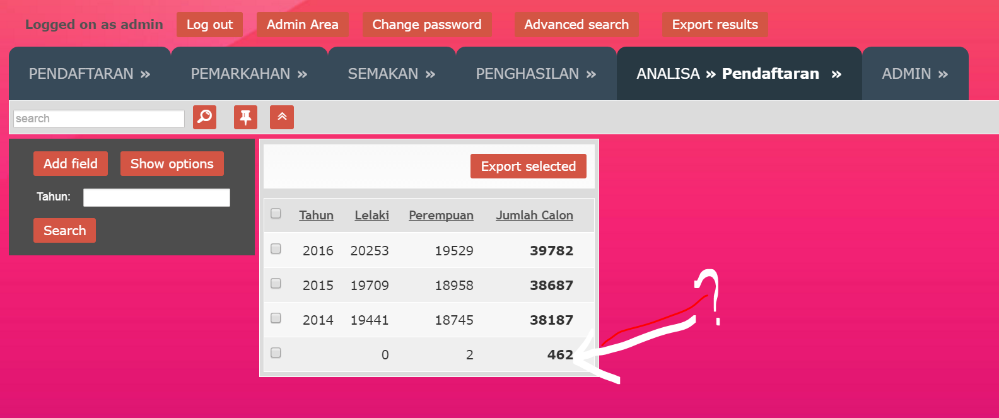 Logged on as admin Log out Admin Area Change password Advanced search Export results
PENDAFTARAN » PEMARKAHAN » SEMAKAN » PENGHASILAN » ANALISA » Pendaftaran » ADMIN »
search
Add field Show options
Tahun:
Search
Export selected
Tahun Lelaki Perempuan Jumlah Calon
2016 20253 19529 39782
2015 19709 18958 38687
2014 19441 18745 38187
0 2 462
?